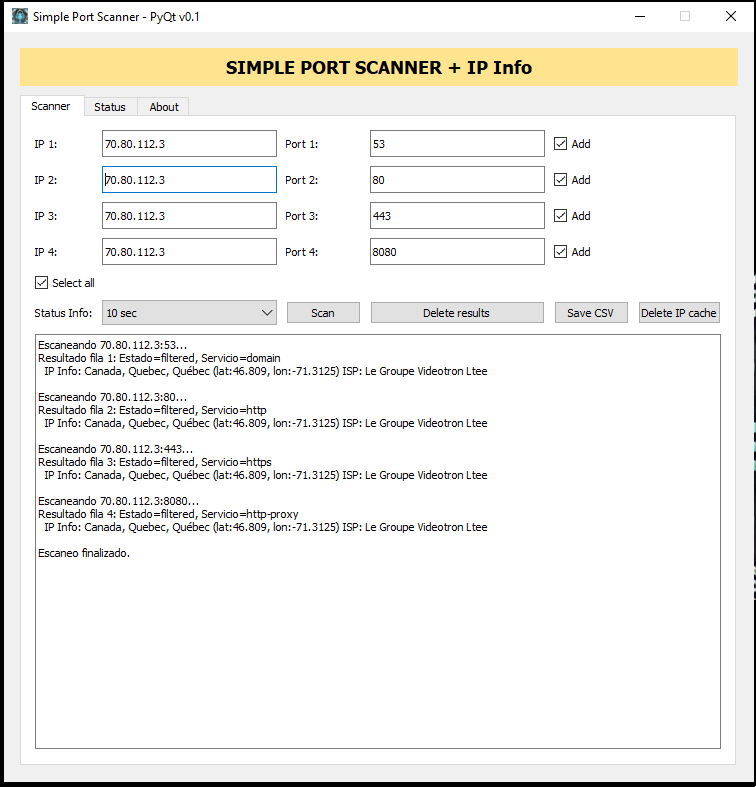 Simple Port Scanner - PyQt v0.1
SIMPLE PORT SCANNER + IP Info
Scanner Status About
IP 1: 70.80.112.3 Port 1: 53 Add
IP 2: 70.80.112.3 Port 2: 80 Add
IP 3: 70.80.112.3 Port 3: 443 Add
IP 4: 70.80.112.3 Port 4: 8080 Add
Select all
Status Info: 10 sec Scan Delete results Save CSV Delete IP cache
Escaneando 70.80.112.3:53...
Resultado fila 1: Estado=filtered, Servicio=domain
IP Info: Canada, Quebec, Québec (lat:46.809, lon:-71.3125) ISP: Le Groupe Videotron Ltee
Escaneando 70.80.112.3:80...
Resultado fila 2: Estado=filtered, Servicio=http
IP Info: Canada, Quebec, Québec (lat:46.809, lon:-71.3125) ISP: Le Groupe Videotron Ltee
Escaneando 70.80.112.3:443...
Resultado fila 3: Estado=filtered, Servicio=https
IP Info: Canada, Quebec, Québec (lat:46.809, lon:-71.3125) ISP: Le Groupe Videotron Ltee
Escaneando 70.80.112.3:8080...
Resultado fila 4: Estado=filtered, Servicio=http-proxy
IP Info: Canada, Quebec, Québec (lat:46.809, lon:-71.3125) ISP: Le Groupe Videotron Ltee
Escaneo finalizado.